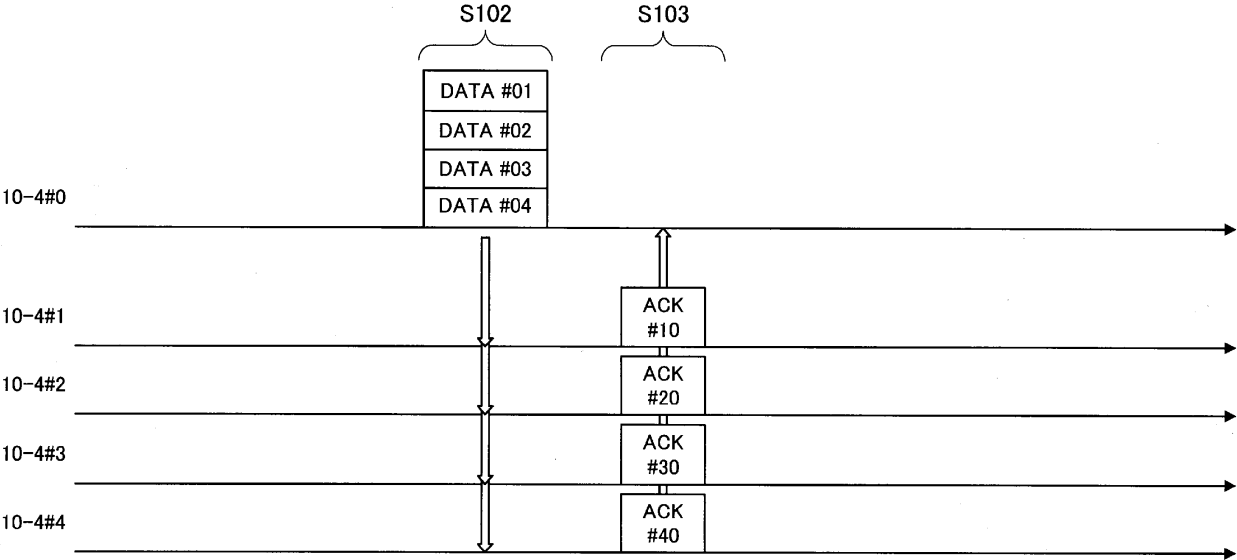 S102 S103
DATA #01
DATA #02
DATA #03
10-4#0 DATA #04
10-4#1 ACK
#10
10-4#2 ACK
#20
10-4#3 ACK
#30
10-4#4 ACK
#40